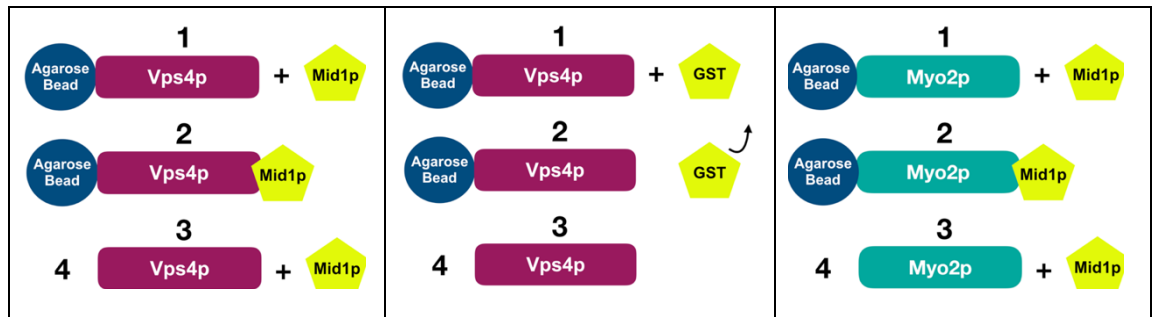 1
Agarose
Bead
Vps4p
+
Mid1p
2
Agarose
Bead
Vps4p
Mid1p
3
4
Vps4p
+
Mid1p
1
Agarose
Bead
Vps4p
+
GST
2
Agarose
Bead
Vps4p
GST
3
4
Vps4p
1
Agarose
Bead
Myo2p
+
Mid1p
2
Agarose
Bead
Myo2p
Mid1p
3
4
Myo2p
+
Mid1p